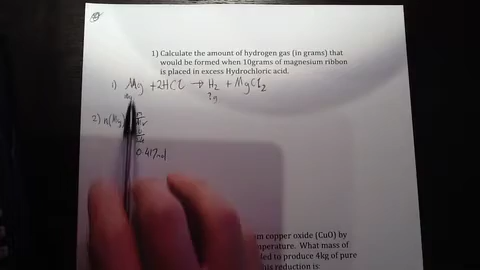 1) Calculate the amount of hydrogen gas (in grams) that
would be formed when 10grams of magnesium ribbon
is placed in excess Hydrochloric acid.
1) Mg + 2HCl → H₂ + MgCl₂
2) n(Mg)
0.417mol
m copper oxide (CuO) by
mperature. What mass of
led to produce 4kg of pure
reduction is: